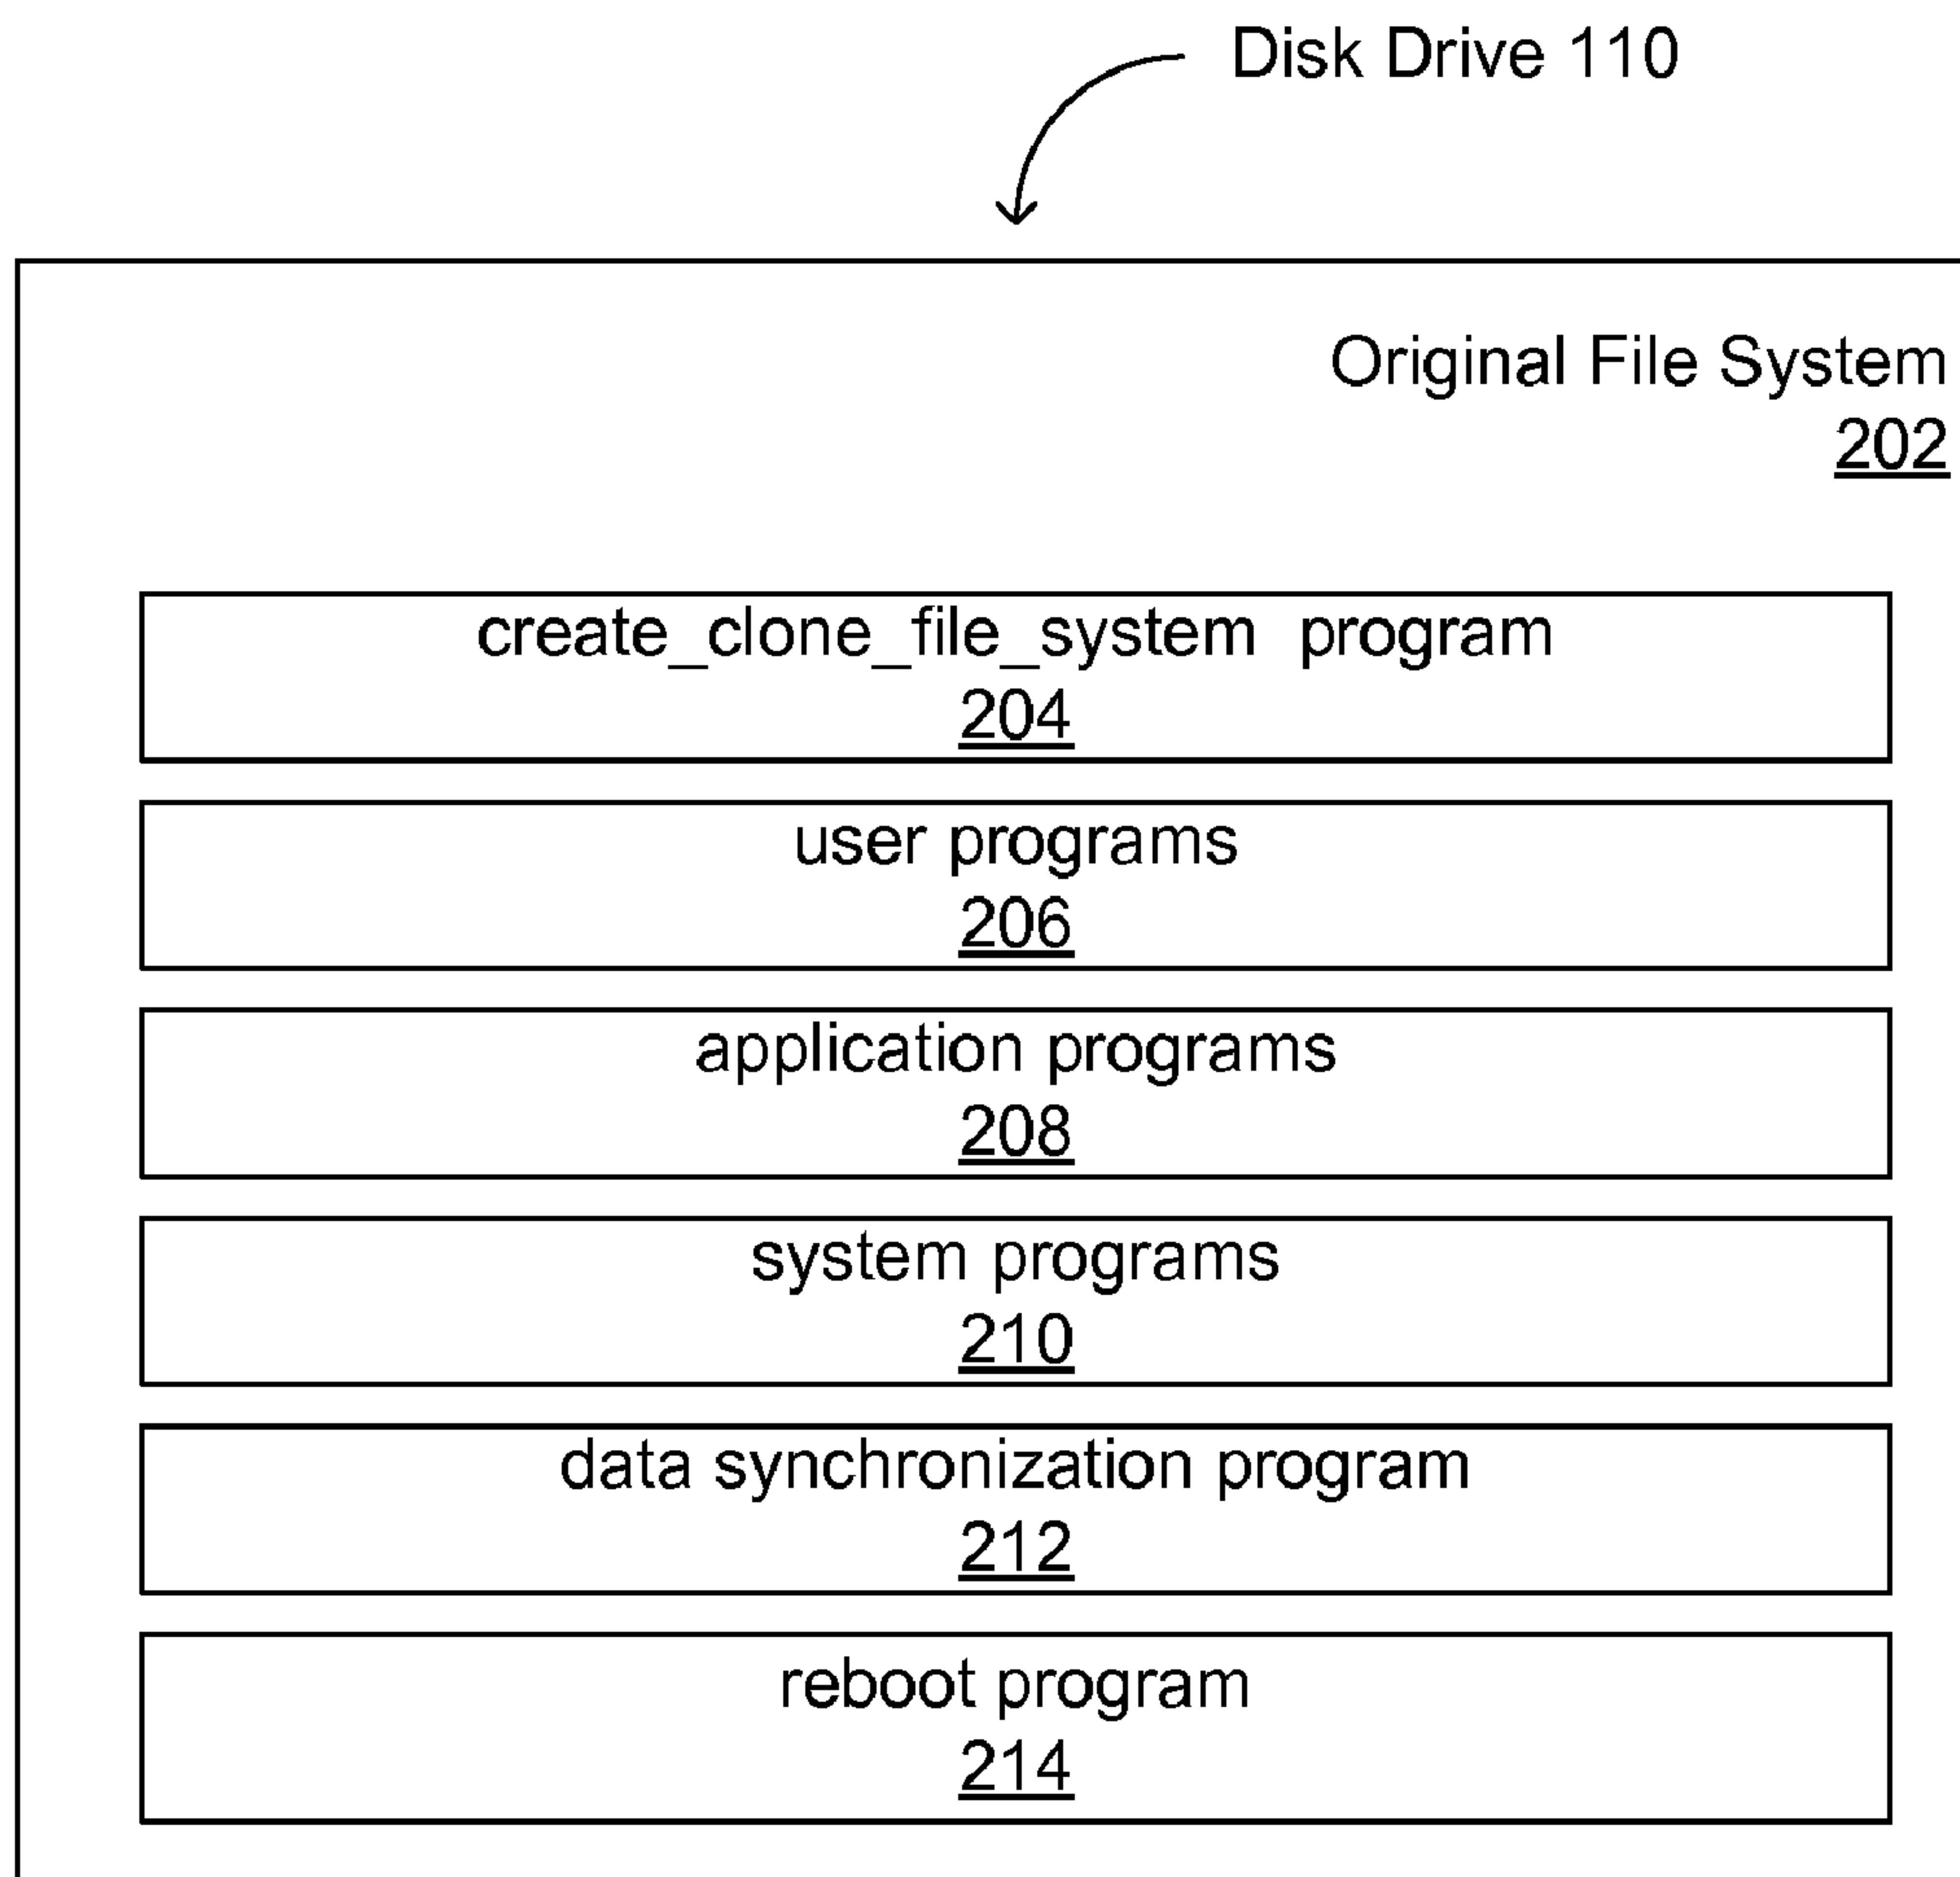 Disk Drive 110
Original File System
202
create_clone_file_system program
204
user programs
206
application programs
208
system programs
210
data synchronization program
212
reboot program
214